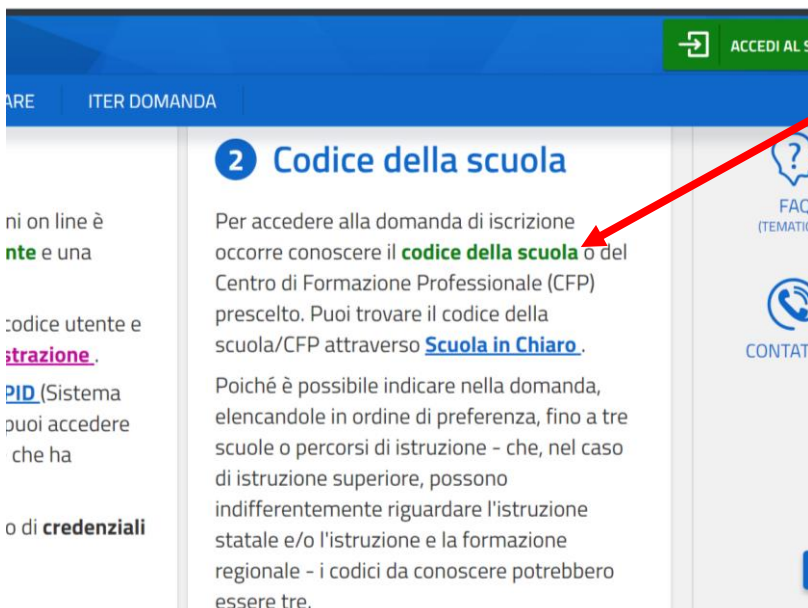 ACCEDI AL S
ARE
ITER DOMANDA
ni on line è
nte e una
codice utente e
strazione .
PID (Sistema
puoi accedere
che ha
o di credenziali
2 Codice della scuola
Per accedere alla domanda di iscrizione
occorre conoscere il codice della scuola o del
Centro di Formazione Professionale (CFP)
prescelto. Puoi trovare il codice della
scuola/CFP attraverso Scuola in Chiaro .
Poiché è possibile indicare nella domanda,
elencandole in ordine di preferenza, fino a tre
scuole o percorsi di istruzione - che, nel caso
di istruzione superiore, possono
indifferentemente riguardare l'istruzione
statale e/o l'istruzione e la formazione
regionale - i codici da conoscere potrebbero
essere tre.
?
FAQ
(TEMATIC
CONTAT